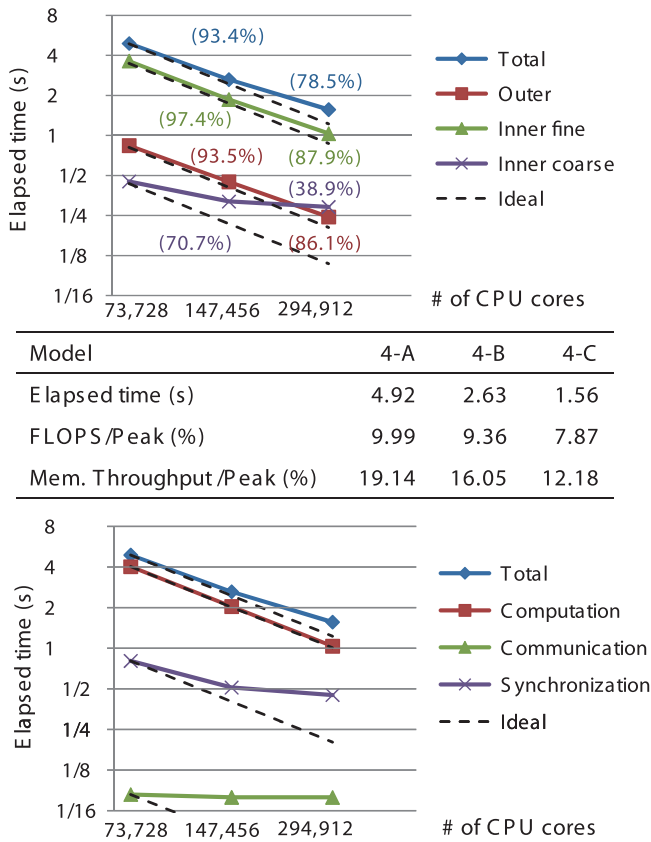 8
4
2
1
1/2
1/4
1/8
1/16
Elapsed time (s)
(93.4%)
(78.5%)
(97.4%)
(93.5%)
(87.9%)
(38.9%)
(70.7%)
(86.1%)
73,728 147,456 294,912
# of CPU cores
Total
Outer
Inner fine
Inner coarse
Ideal
Model 4-A 4-B 4-C
Elapsed time (s) 4.92 2.63 1.56
FLOPS/Peak (%) 9.99 9.36 7.87
Mem. Throughput/Peak (%) 19.14 16.05 12.18
8
4
2
1
1/2
1/4
1/8
1/16
Elapsed time (s)
73,728 147,456 294,912
# of CPU cores
Total
Computation
Communication
Synchronization
Ideal